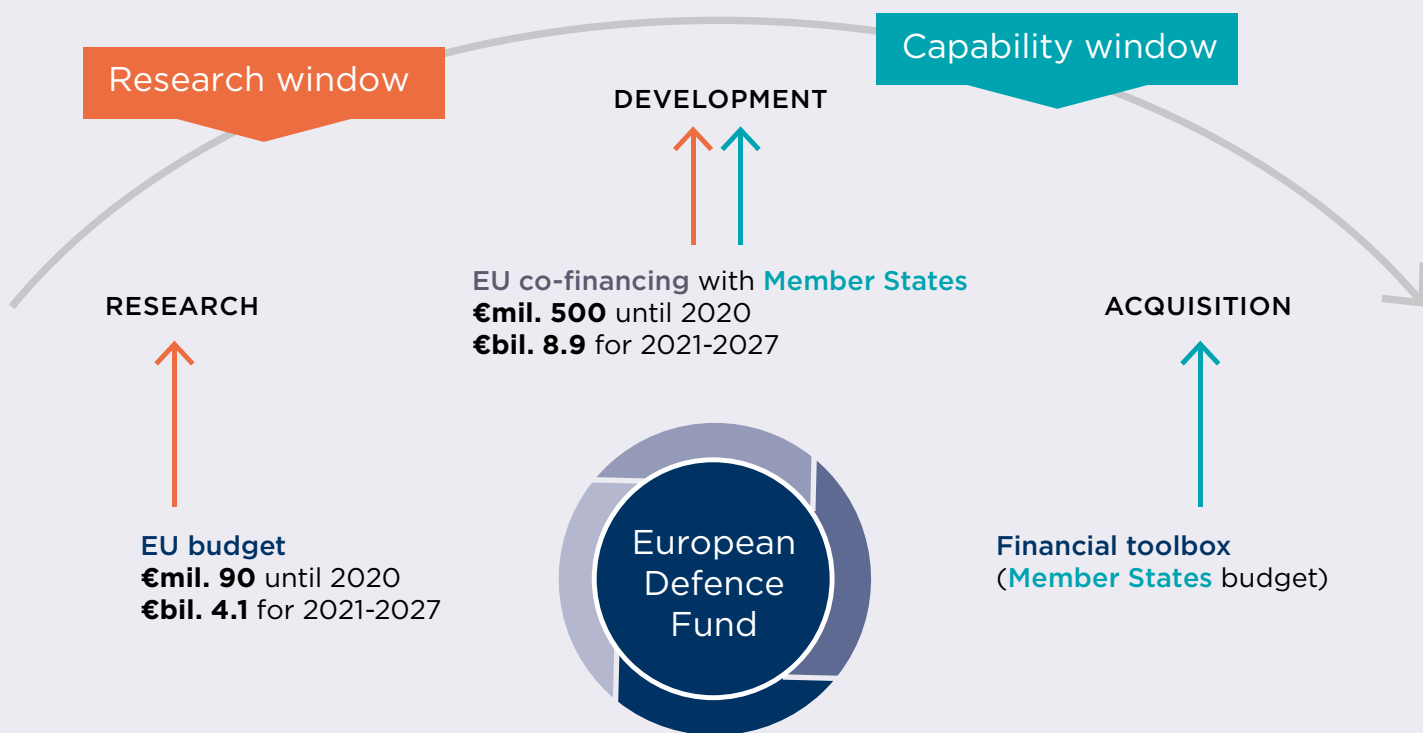 Research window
Capability window
DEVELOPMENT
EU co-financing with Member States
€mil. 500 until 2020
€bil. 8.9 for 2021-2027
RESEARCH
EU budget
€mil. 90 until 2020
€bil. 4.1 for 2021-2027
ACQUISITION
Financial toolbox
(Member States budget)
European
Defence
Fund